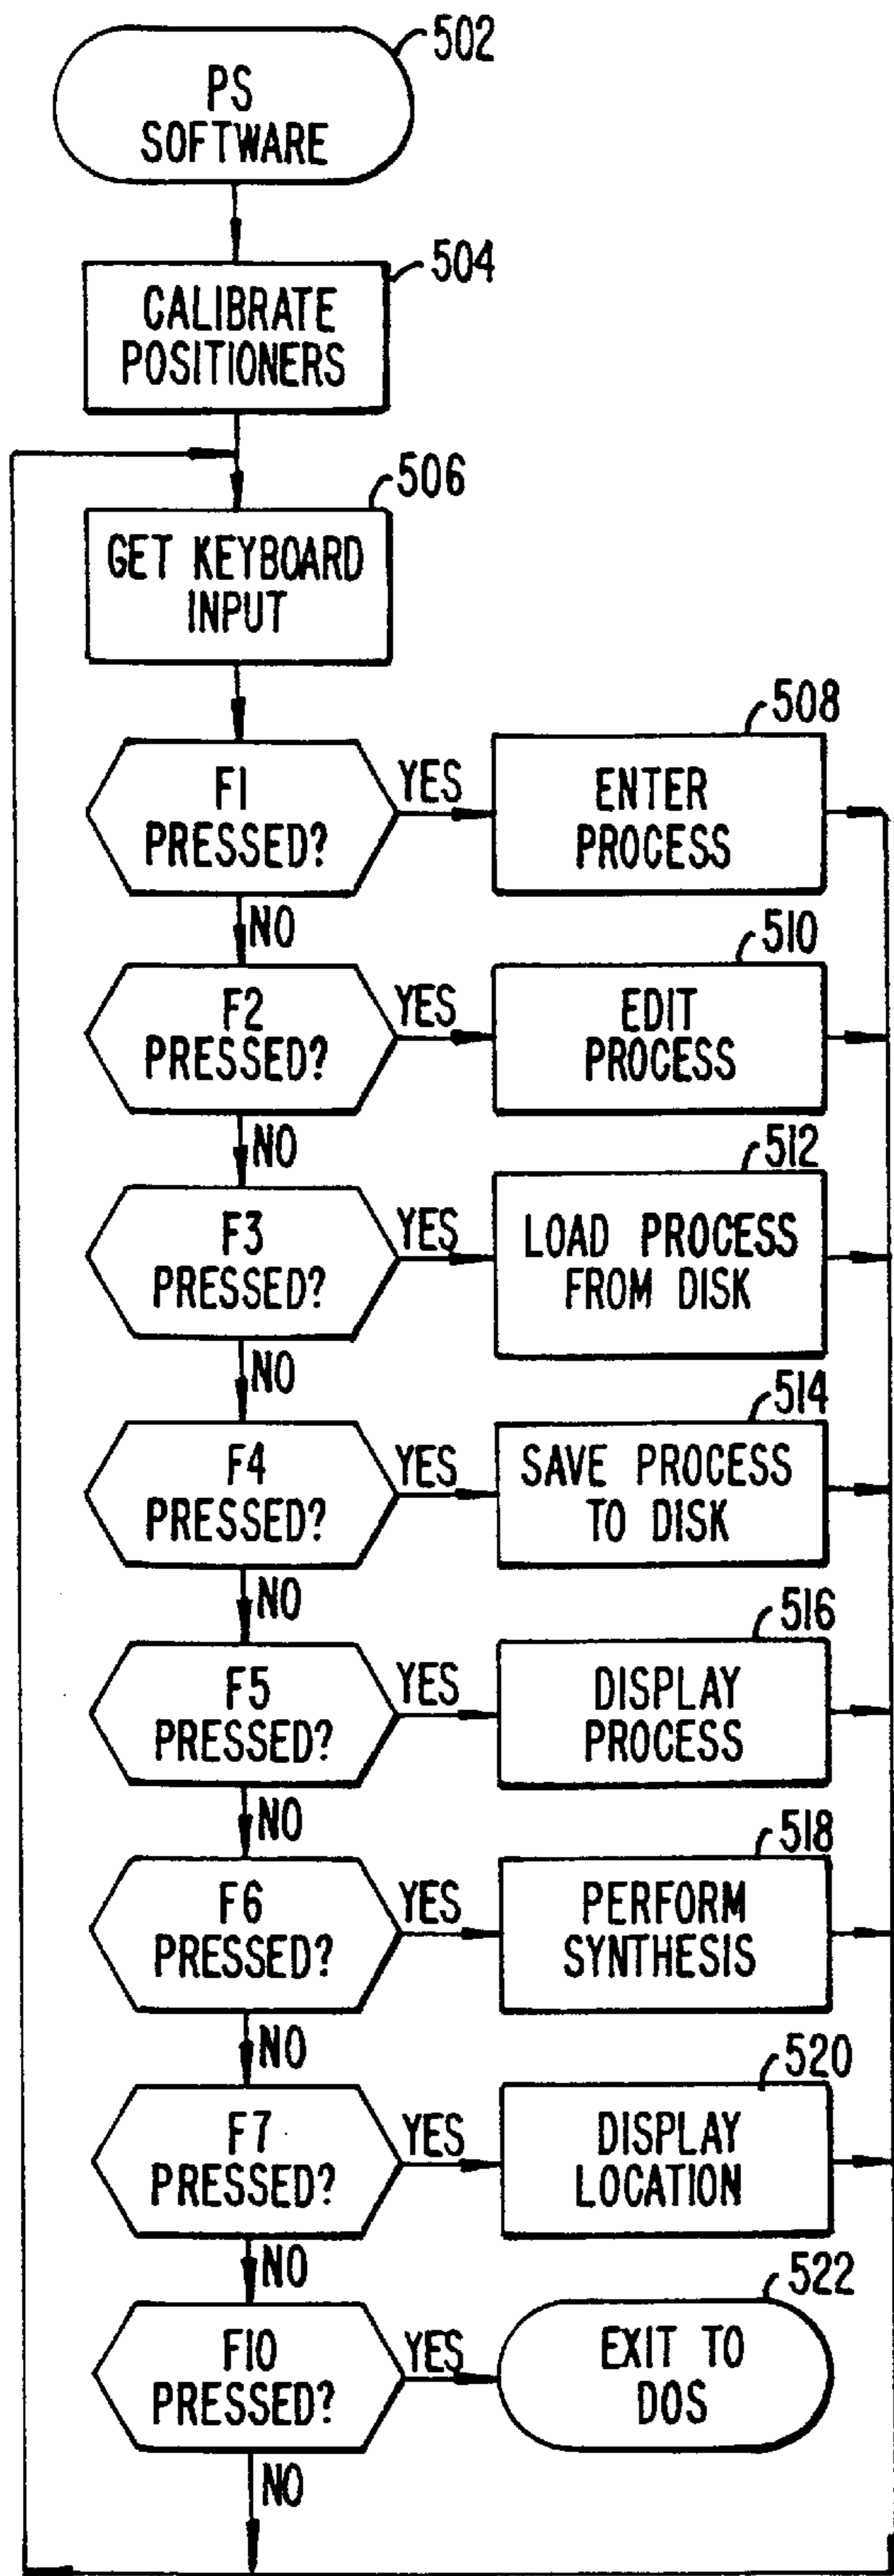 502
PS
SOFTWARE
504
CALIBRATE
POSITIONERS
506
GET KEYBOARD
INPUT
508
F1
PRESSED?
YES
ENTER
PROCESS
NO
510
F2
PRESSED?
YES
EDIT
PROCESS
NO
512
F3
PRESSED?
YES
LOAD PROCESS
FROM DISK
NO
514
F4
PRESSED?
YES
SAVE PROCESS
TO DISK
NO
516
F5
PRESSED?
YES
DISPLAY
PROCESS
NO
518
F6
PRESSED?
YES
PERFORM
SYNTHESIS
NO
520
F7
PRESSED?
YES
DISPLAY
LOCATION
NO
522
F10
PRESSED?
YES
EXIT TO
DOS
NO